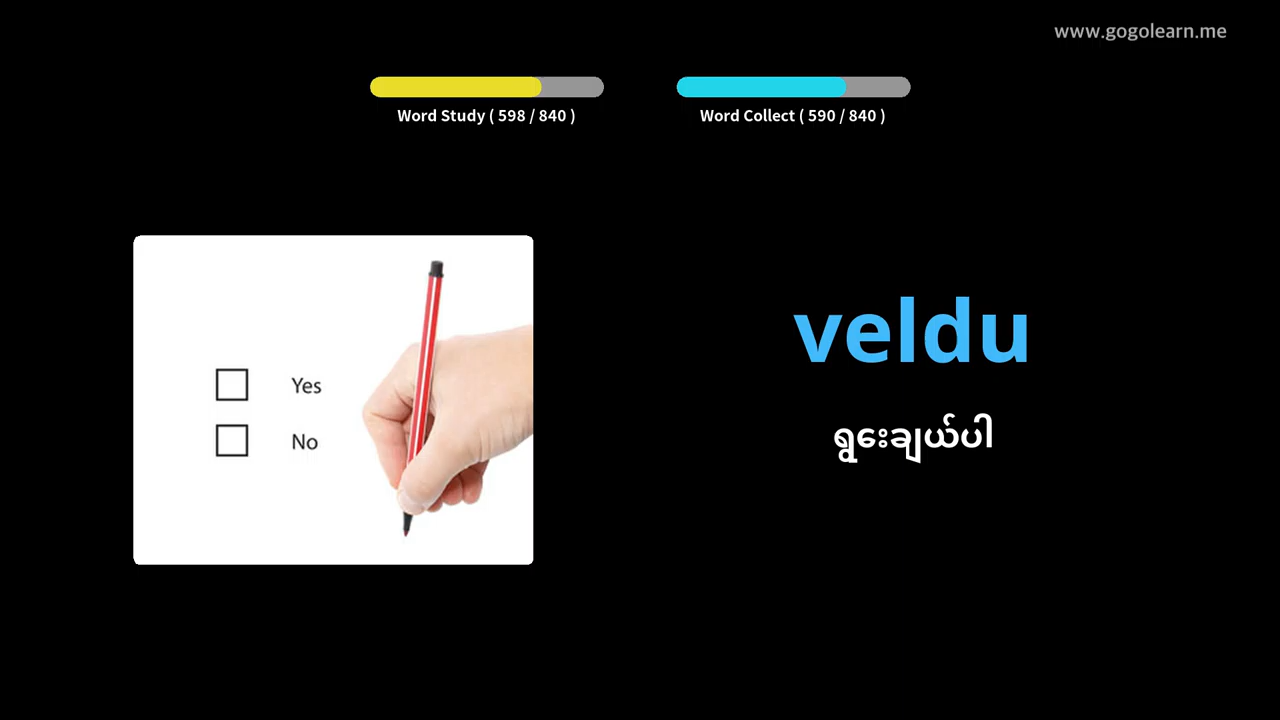 www.gogolearn.me
Word Study ( 598 / 840 )
Word Collect ( 590 / 840 )
Yes
No
veldu
ရွေးချယ်ပါ